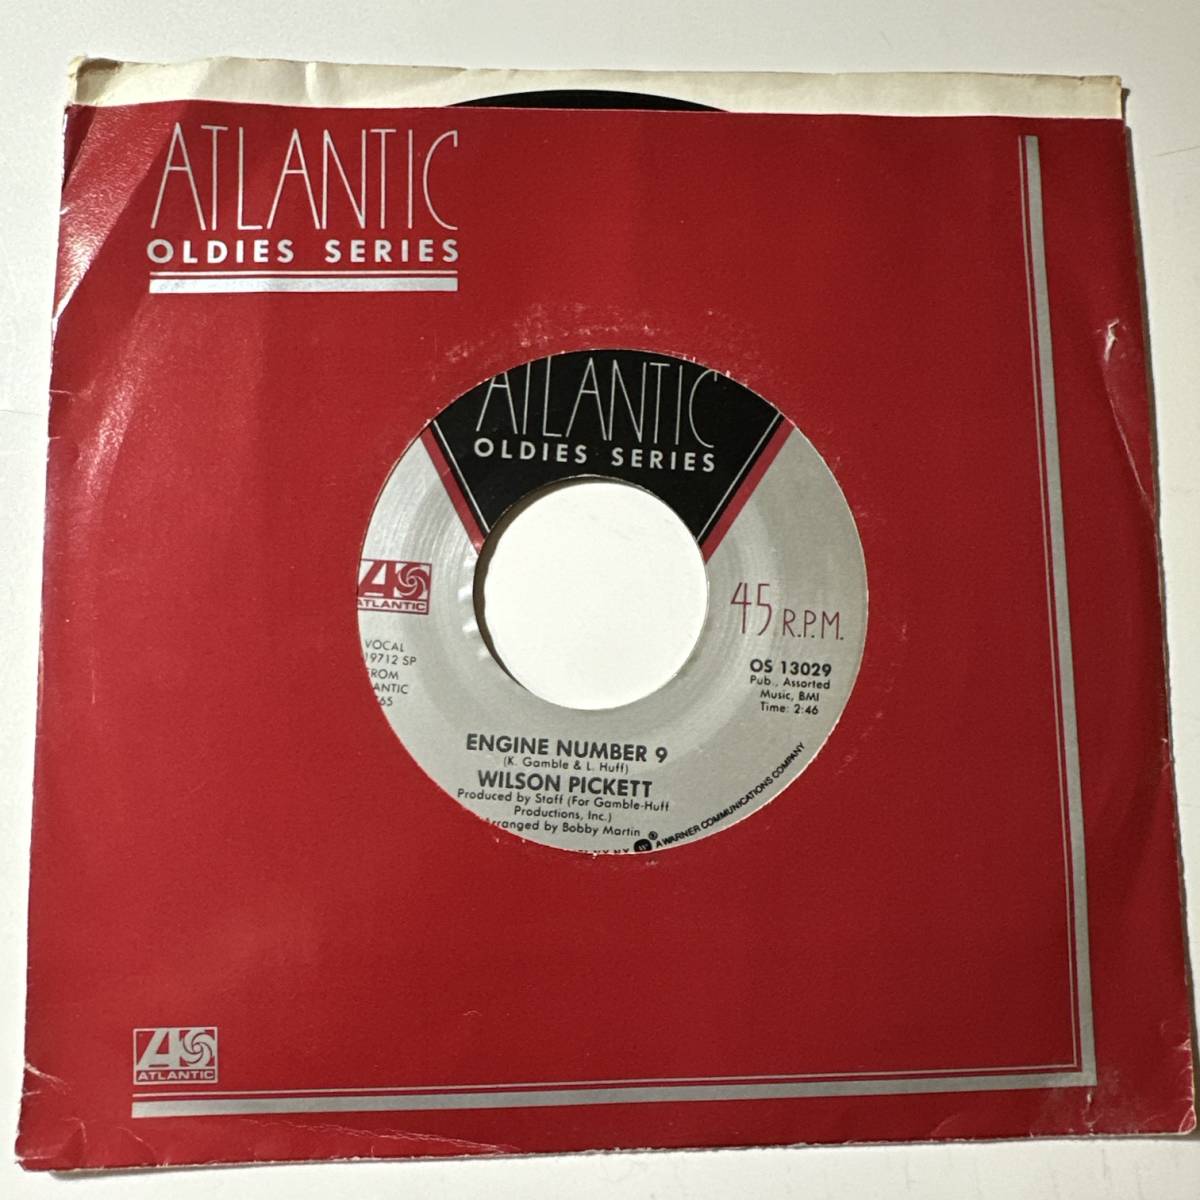 ATLANTIC
OLDIES SERIES
ATLANTIC
OLDIES SERIES
ATLANTIC
45 R.P.M.
VOCAL
19712 SP
OS 13029
Pub., Assorted
Music, BMI
Time: 2:46
ENGINE NUMBER 9
(K. Gamble & L. Huff)
WILSON PICKETT
Produced by Staff (For Gamble-Huff
Productions, Inc.)
Arranged by Bobby Martin
A WARNER COMMUNICATIONS COMPANY
ATLANTIC